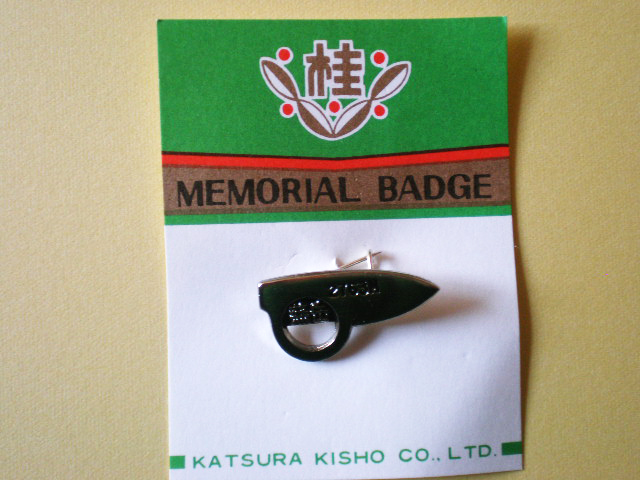 桂
MEMORIAL BADGE
KATSURA KISHO CO., LTD.